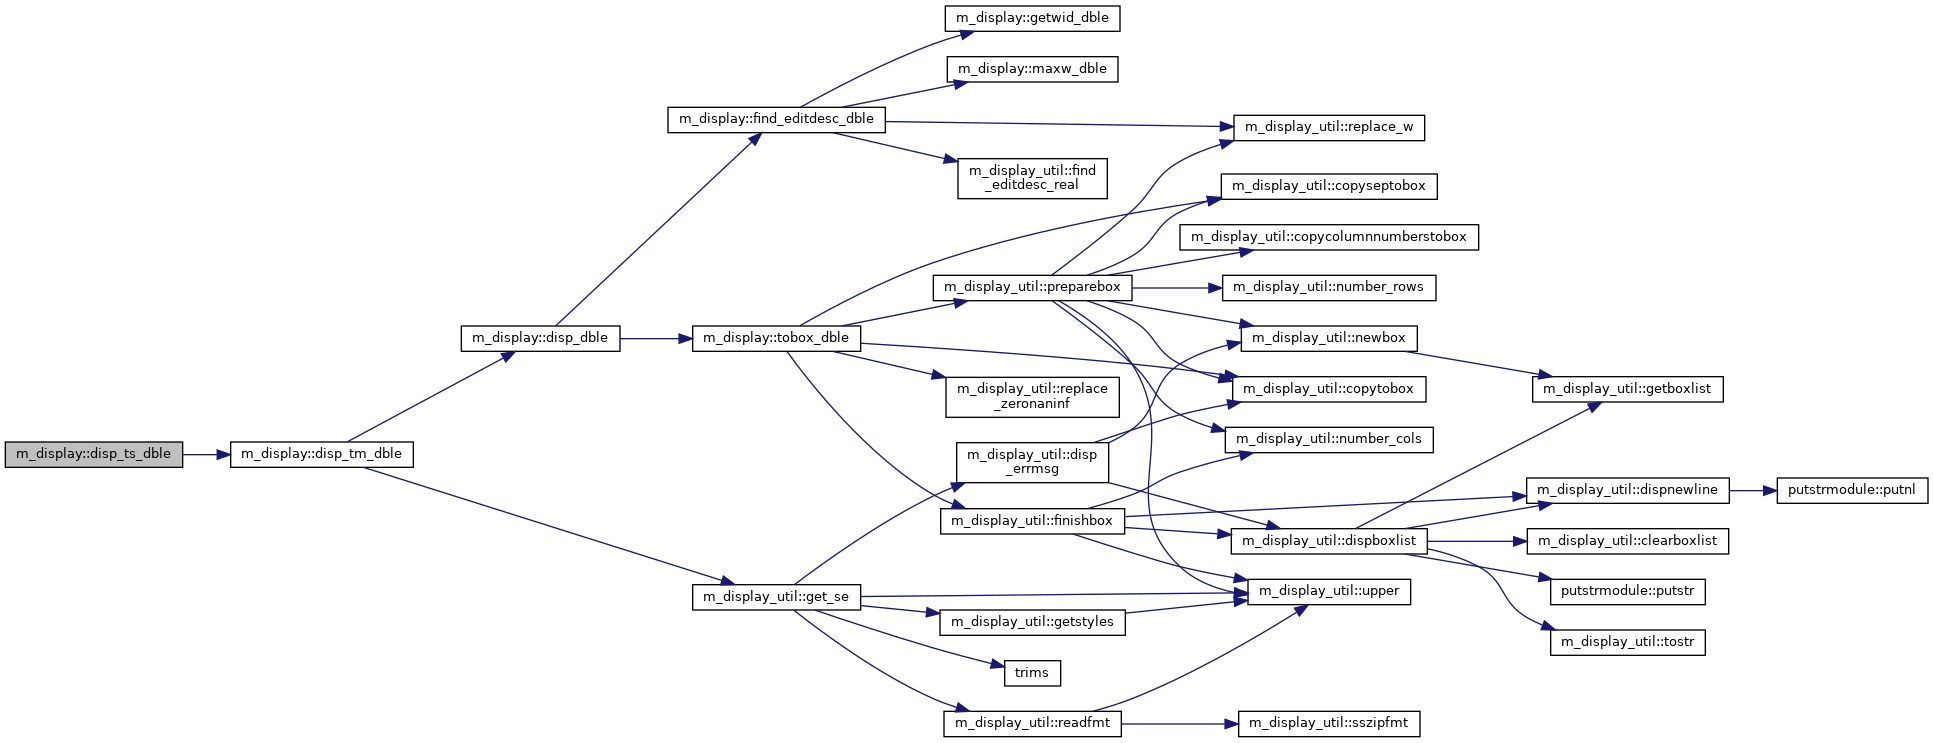 m_display::getwid_dble
m_display::maxw_dble
m_display::find_editdesc_dble
m_display_util::replace_w
m_display_util::find
_editdesc_real
m_display_util::copyseptobox
m_display_util::copycolumnnumberstobox
m_display_util::preparebox
m_display_util::number_rows
m_display::disp_dble
m_display::tobox_dble
m_display_util::newbox
m_display_util::replace
_zeronaninf
m_display_util::copytobox
m_display_util::getboxlist
m_display_util::number_cols
m_display::disp_ts_dble
m_display::disp_tm_dble
m_display_util::disp
_errmsg
m_display_util::dispnewline
putstrmodule::putnl
m_display_util::finishbox
m_display_util::dispboxlist
m_display_util::clearboxlist
m_display_util::get_se
m_display_util::upper
putstrmodule::putstr
m_display_util::getstyles
m_display_util::tostr
trims
m_display_util::readfmt
m_display_util::sszipfmt